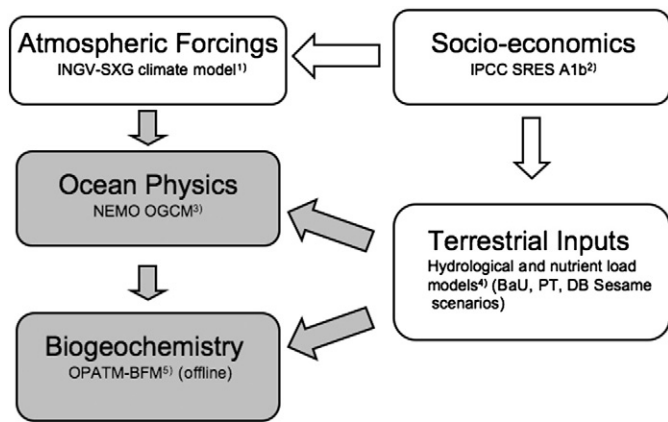 Atmospheric Forcings
INGV-SXG climate model¹⁾
Socio-economics
IPCC SRES A1b²⁾
Ocean Physics
NEMO OGCM³⁾
Terrestrial Inputs
Hydrological and nutrient load
models⁴⁾ (BaU, PT, DB Sesame
scenarios)
Biogeochemistry
OPATM-BFM⁵⁾ (offline)